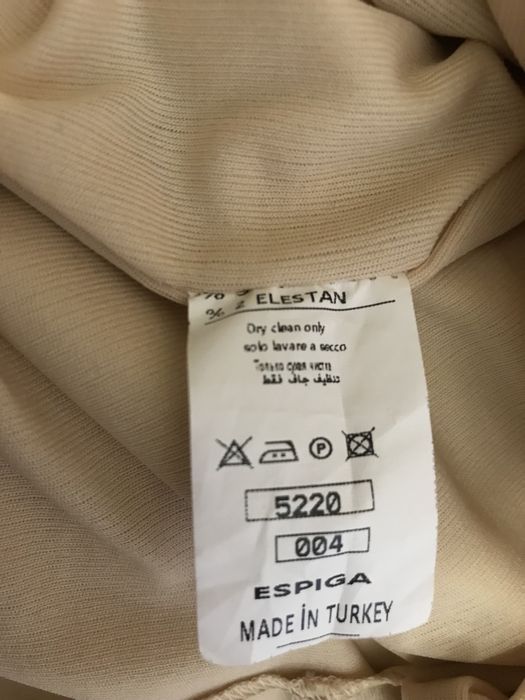 % 2 ELESTAN
Dry clean only
solo lavare a secco
تنظيف جاف فقط
P
5220
004
ESPIGA
MADE İN TURKEY